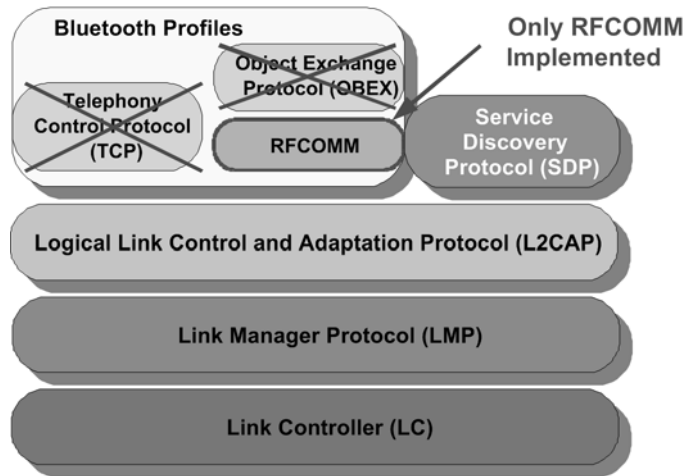 Bluetooth Profiles
Only RFCOMM
Implemented
Object Exchange
Protocol (OBEX)
Telephony
Control Protocol
(TCP)
RFCOMM
Service
Discovery
Protocol (SDP)
Logical Link Control and Adaptation Protocol (L2CAP)
Link Manager Protocol (LMP)
Link Controller (LC)